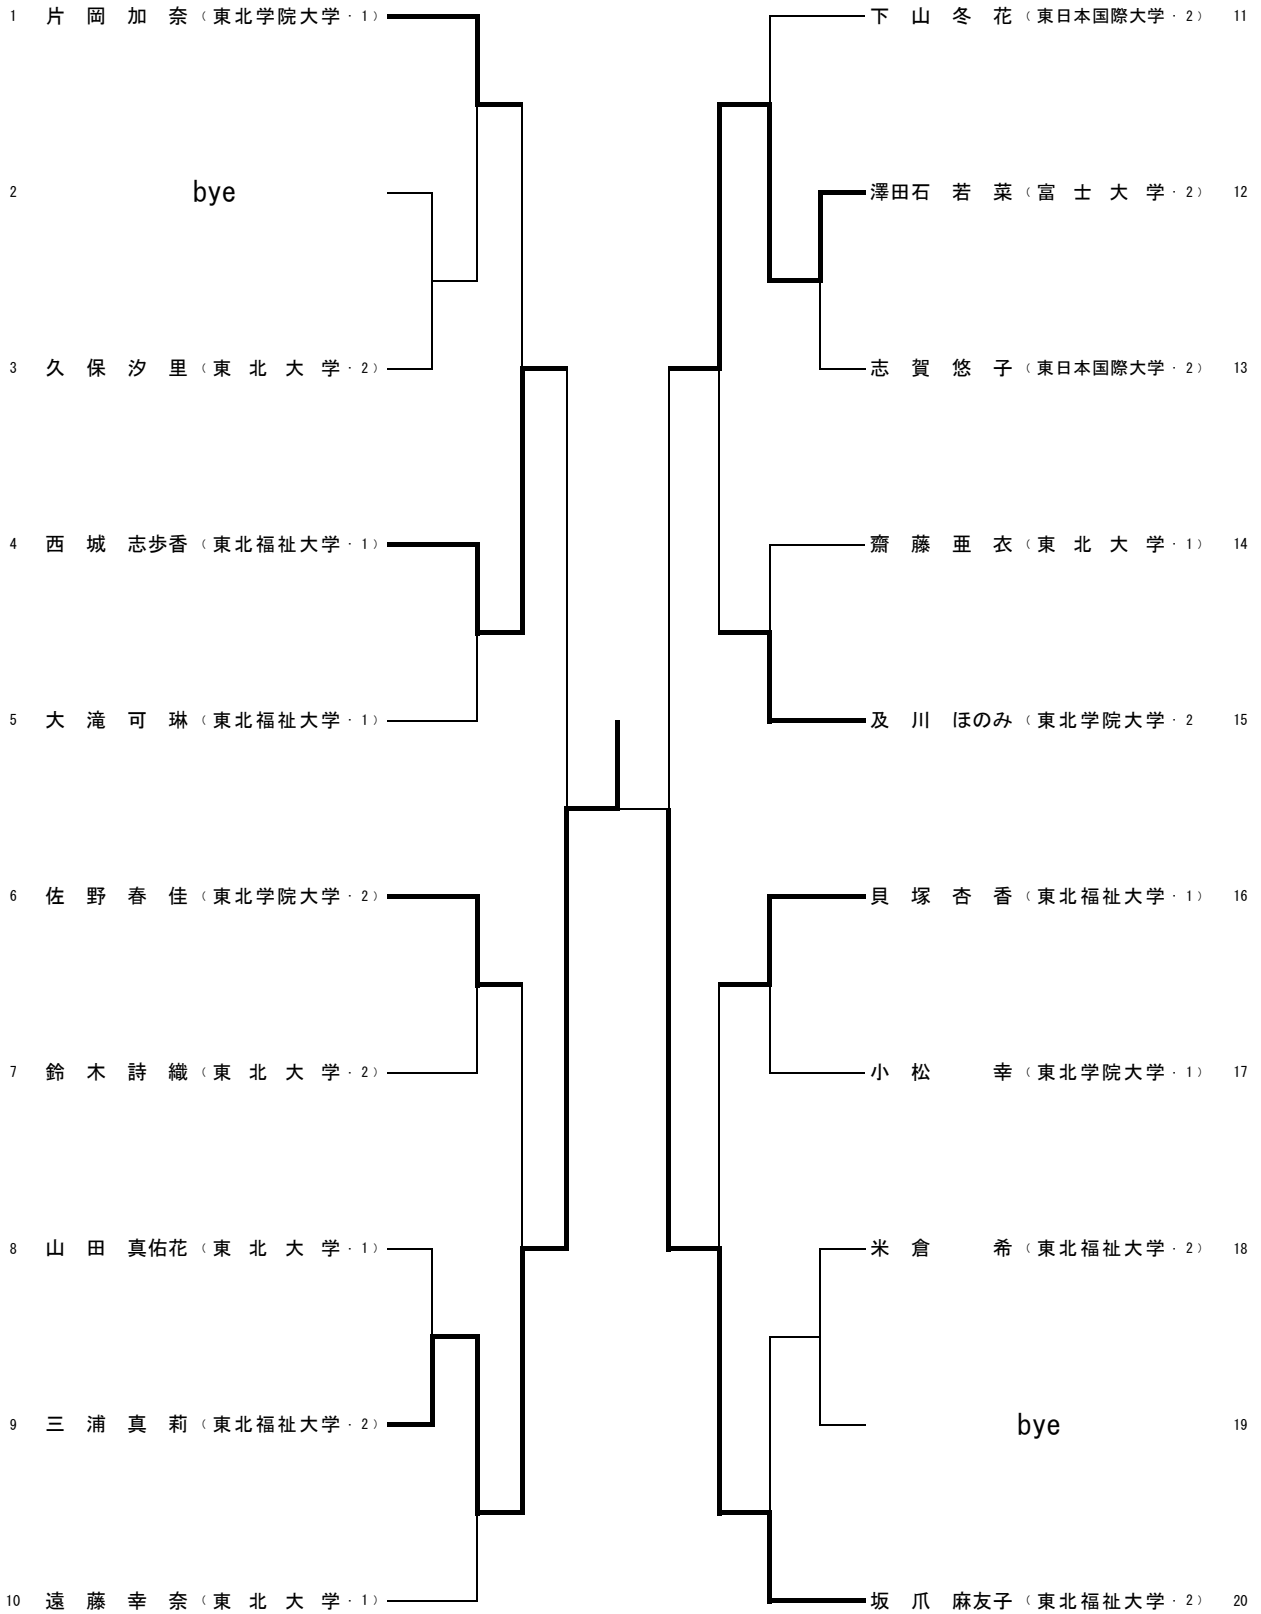 1 片 岡 加 奈 (東北学院大学・1)
2 bye
3 久 保 汐 里 (東 北 大 学・2)
4 西 城 志歩香 (東北福祉大学・1)
5 大 滝 可 琳 (東北福祉大学・1)
6 佐 野 春 佳 (東北学院大学・2)
7 鈴 木 詩 織 (東 北 大 学・2)
8 山 田 真佑花 (東 北 大 学・1)
9 三 浦 真 莉 (東北福祉大学・2)
10 遠 藤 幸 奈 (東 北 大 学・1)
下 山 冬 花 (東日本国際大学・2) 11
澤田石 若 菜 (富 士 大 学・2) 12
志 賀 悠 子 (東日本国際大学・2) 13
齋 藤 亜 衣 (東 北 大 学・1) 14
及 川 ほのみ (東北学院大学・2 15
貝 塚 杏 香 (東北福祉大学・1) 16
小 松 幸 (東北学院大学・1) 17
米 倉 希 (東北福祉大学・2) 18
bye 19
坂 爪 麻友子 (東北福祉大学・2) 20